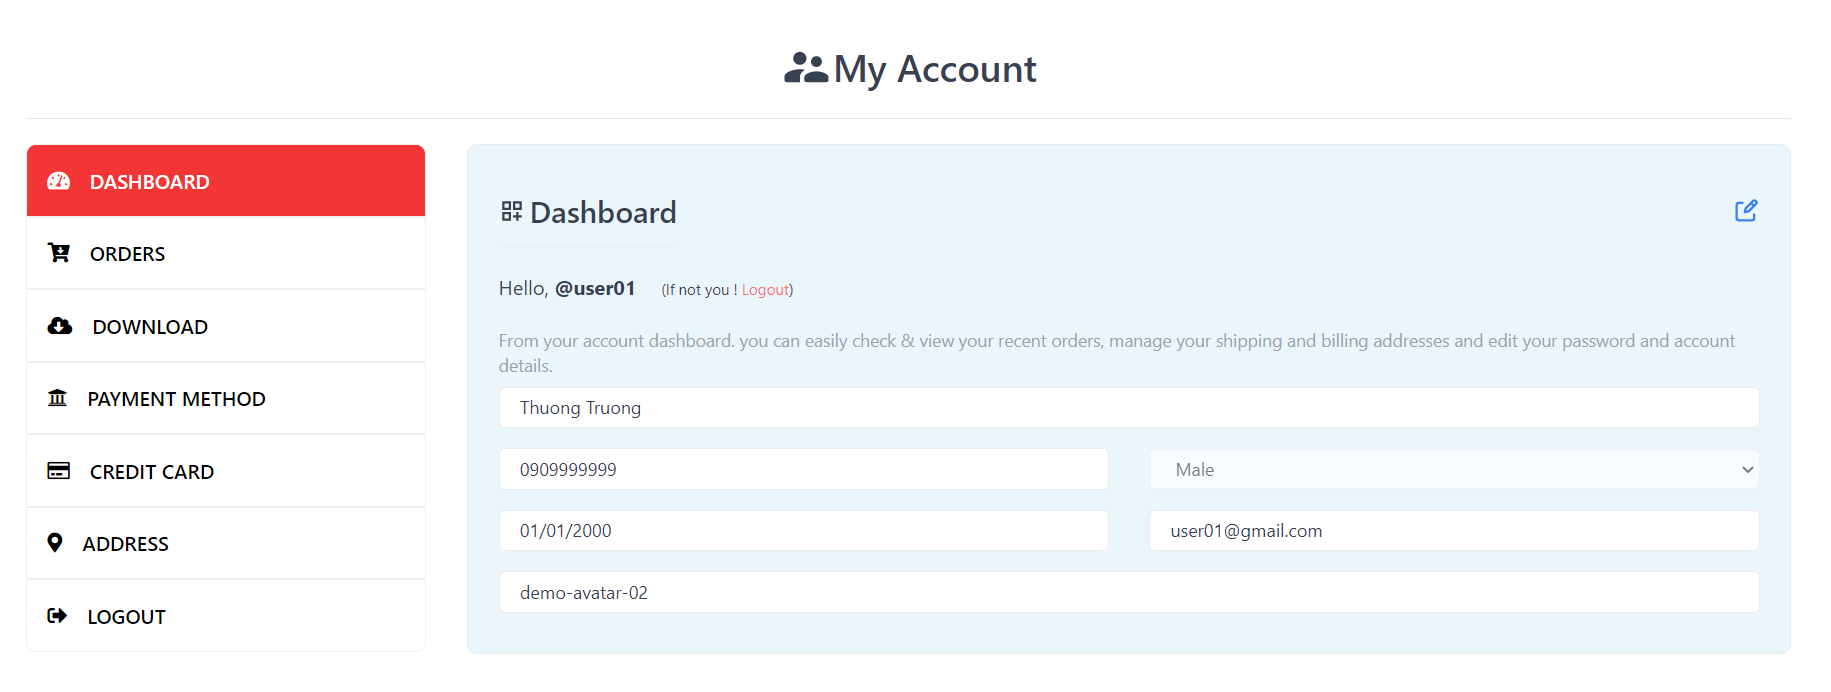 My Account
DASHBOARD
ORDERS
DOWNLOAD
PAYMENT METHOD
CREDIT CARD
ADDRESS
LOGOUT
Dashboard
Hello, @user01 (If not you ! Logout)
From your account dashboard. you can easily check & view your recent orders, manage your shipping and billing addresses and edit your password and account
details.
Thuong Truong
0909999999
Male
01/01/2000
user01@gmail.com
demo-avatar-02